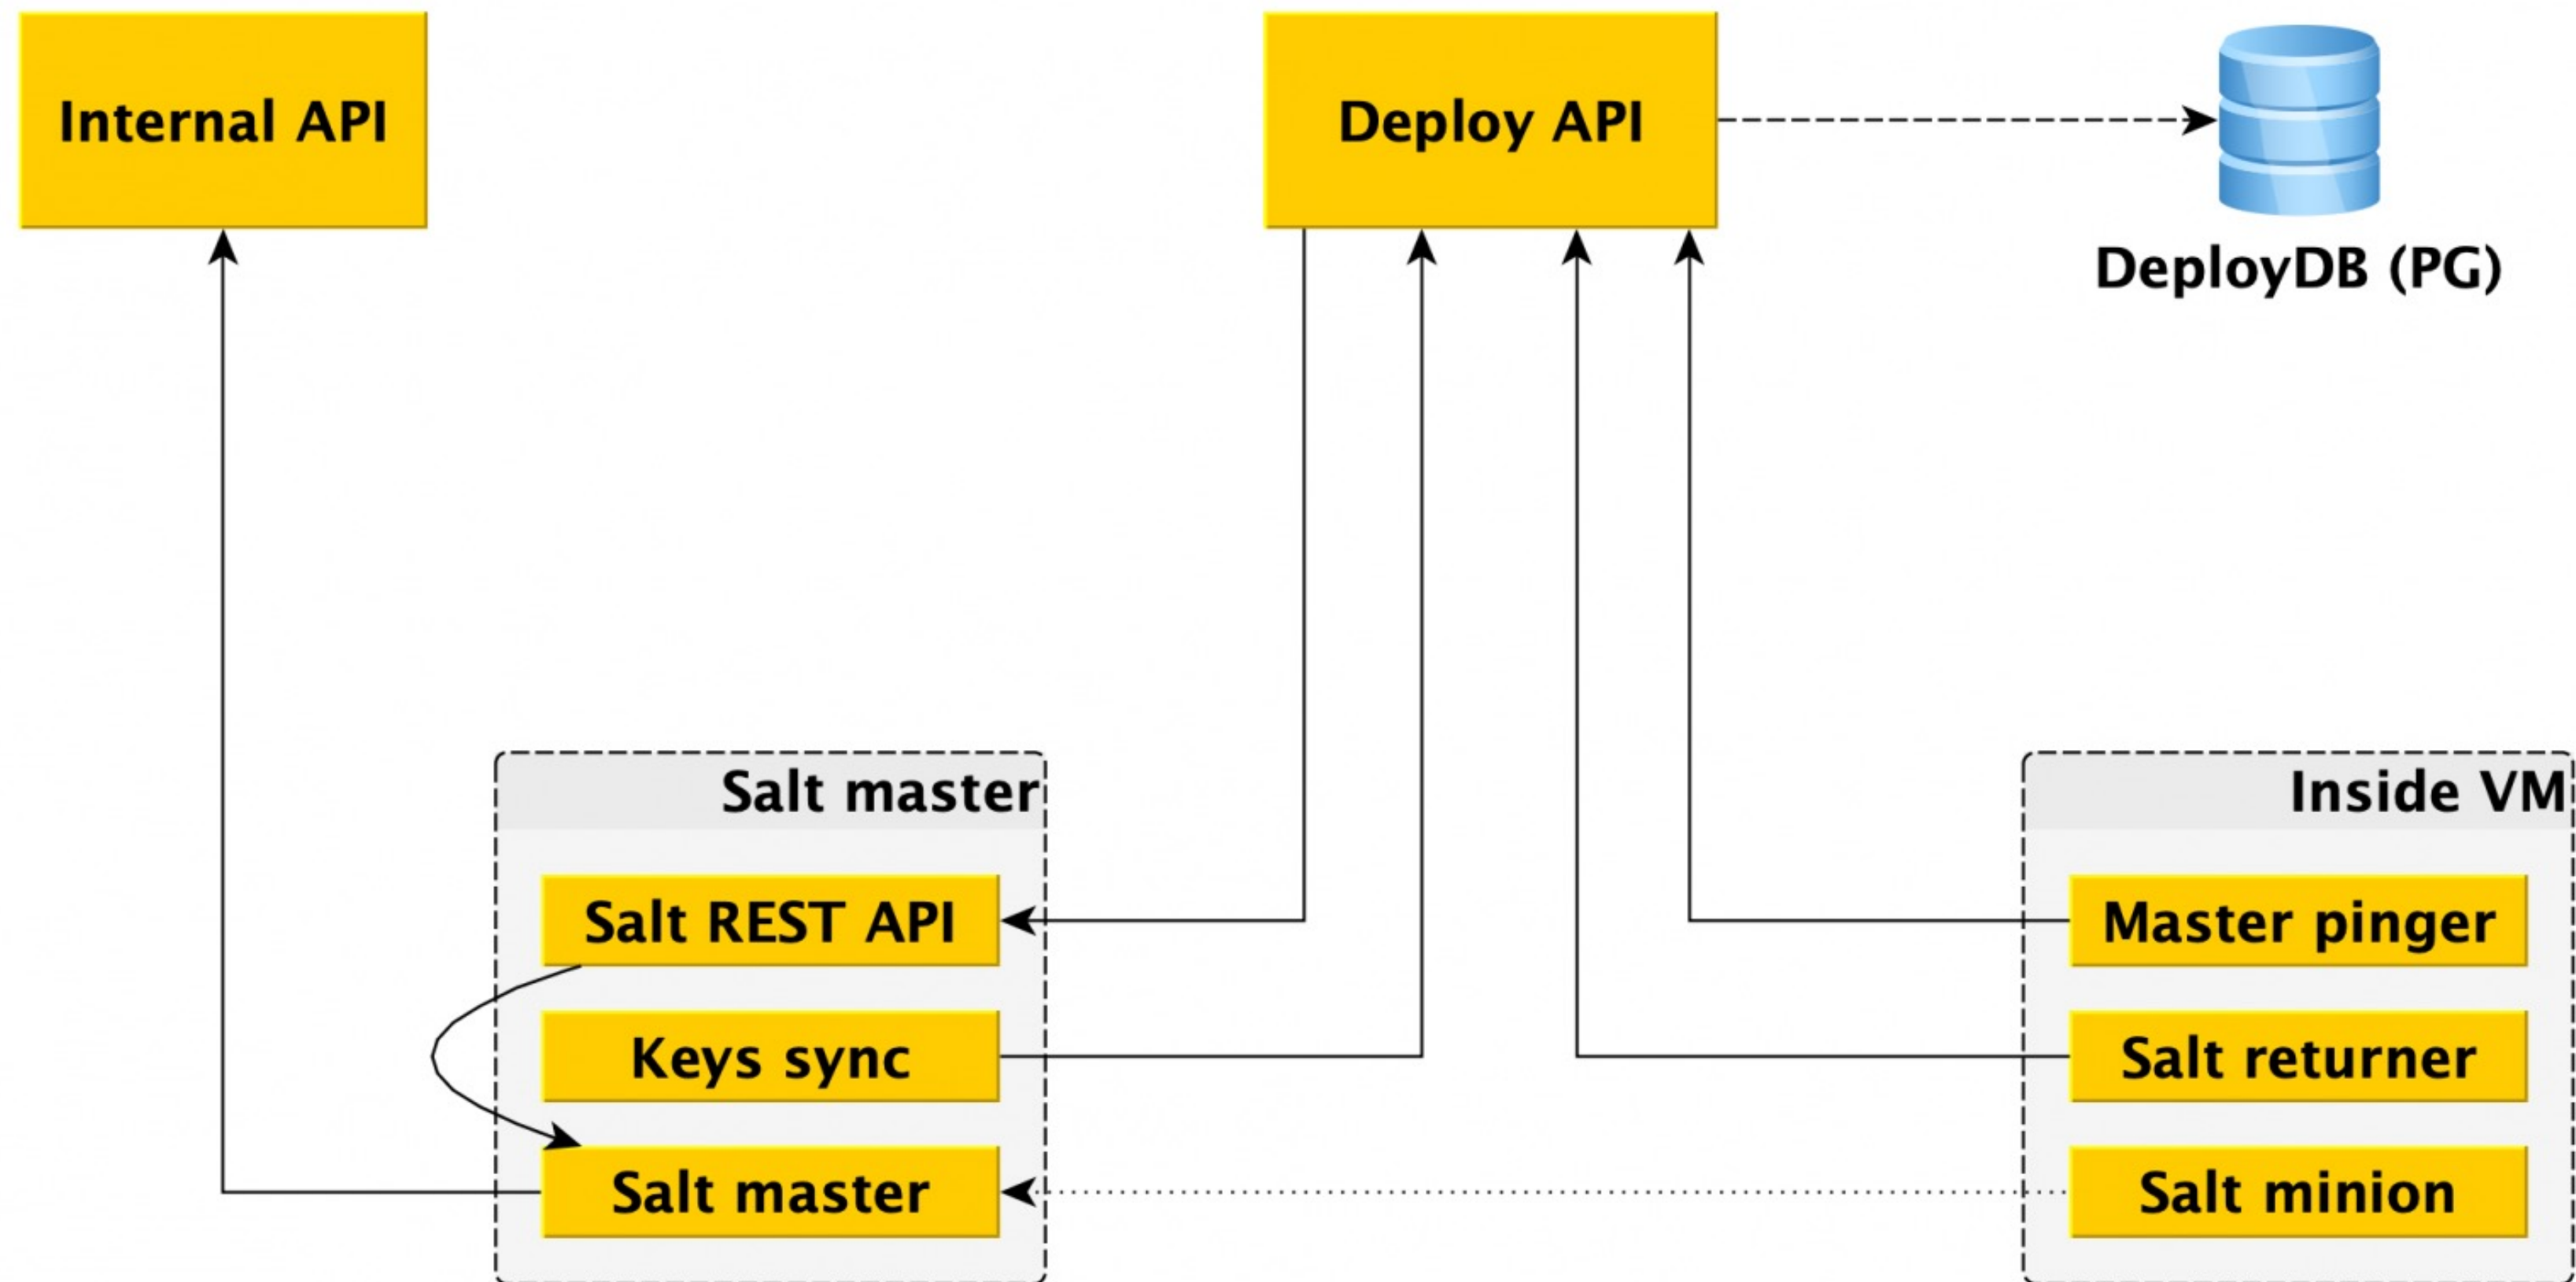 Internal API
Deploy API
DeployDB (PG)
Salt master
Salt REST API
Keys sync
Salt master
Inside VM
Master pinger
Salt returner
Salt minion